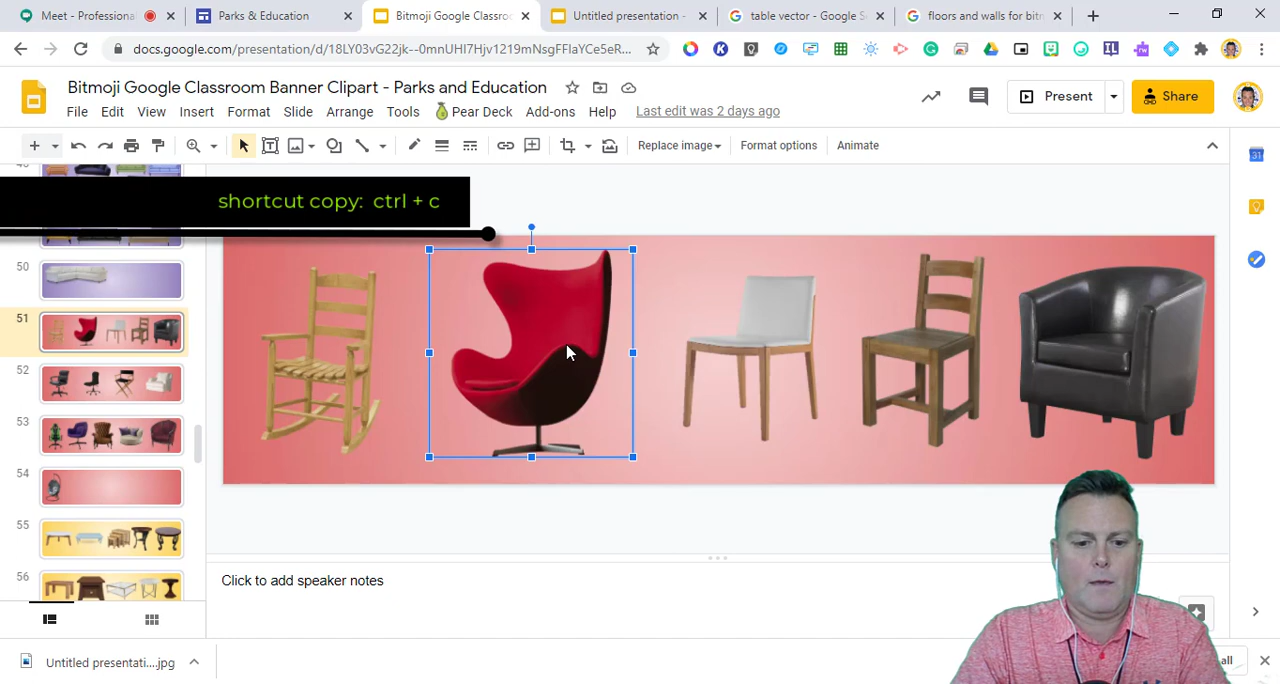 Meet - Professiona
Parks & Education
Bitmoji Google Classroo
Untitled presentation -
table vector - Google S
floors and walls for bitm
docs.google.com/presentation/d/18LY03vG22jk--0mnUHI7Hjv1219mNsgFFlaYCe5eR...
Bitmoji Google Classroom Banner Clipart - Parks and Education
Present
Share
File Edit View Insert Format Slide Arrange Tools Pear Deck Add-ons Help Last edit was 2 days ago
Replace image Format options Animate
shortcut copy: ctrl + c
50
51
52
53
54
55
56
Click to add speaker notes
Untitled presentati....jpg
all